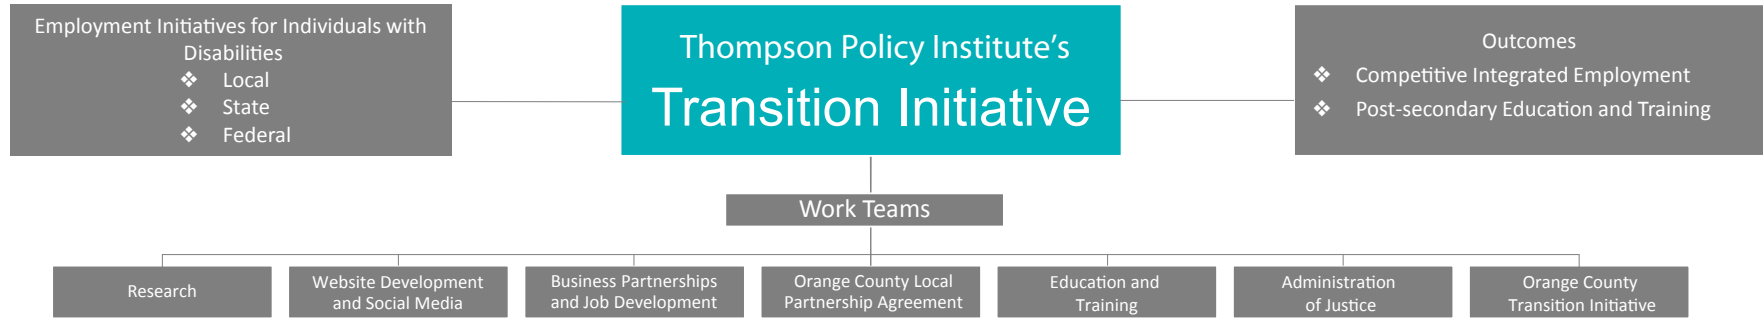 Employment Initiatives for Individuals with
Disabilities
❖ Local
❖ State
❖ Federal
Thompson Policy Institute’s
Transition Initiative
Outcomes
❖ Competitive Integrated Employment
❖ Post-secondary Education and Training
Work Teams
Research
Website Development
and Social Media
Business Partnerships
and Job Development
Orange County Local
Partnership Agreement
Education and
Training
Administration
of Justice
Orange County
Transition Initiative